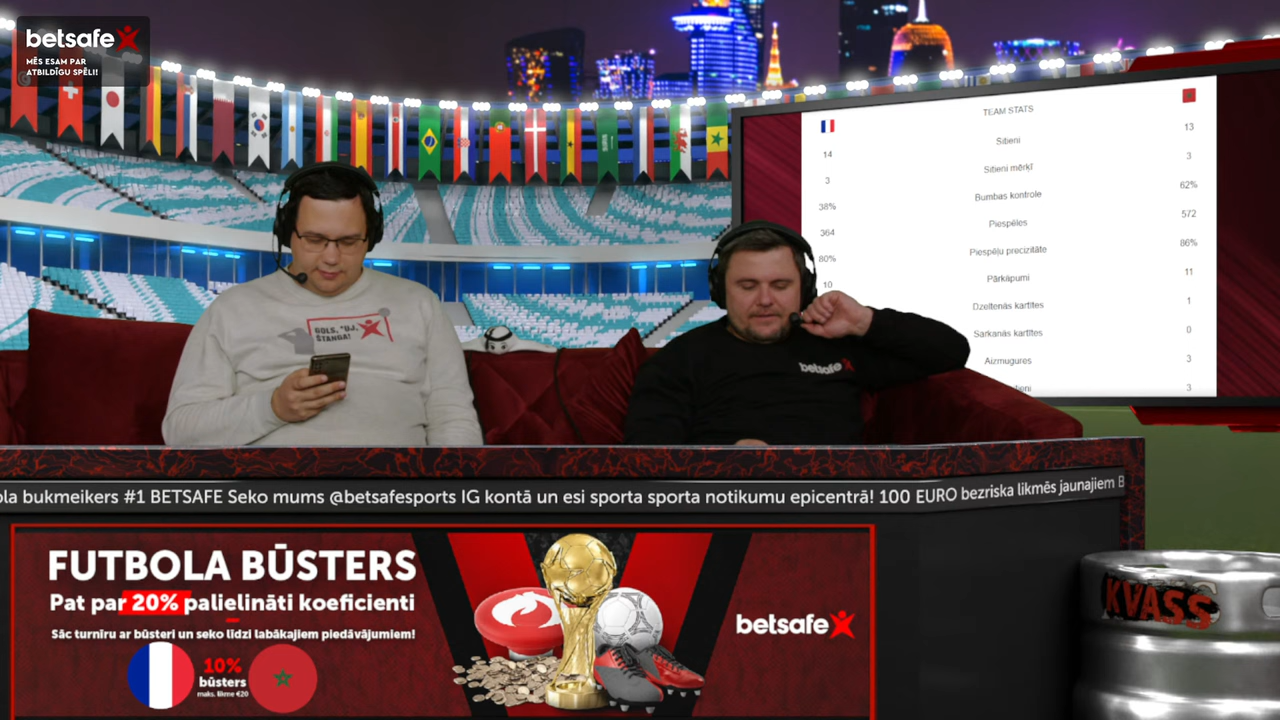 betsafe
MĒS ESAM PAR
ATBILDĪGU SPĒLI!
TEAM STATS
14 Sitieni 13
3 Sitieni mērķī 3
38% Bumbas kontrole 62%
364 Piespēles 572
80% Piespēļu precizitāte 86%
10 Pārkāpumi 11
Dzeltenās kartītes 1
Sarkanās kartītes 0
Aizmugures 3
3
GOLS, "UJ,
ŠTANGA!
betsafe
bukmeikers #1 BETSAFE Seko mums @betsafesports IG kontā un esi sporta sporta notikumu epicentrā! 100 EURO bezriska likmēs jaunajiem
FUTBOLA BŪSTERS
Pat par 20% palielināti koeficienti
Sāc turnīru ar būsteri un seko līdzi labākajiem piedāvājumiem!
10%
būsters
maks. likme €20
betsafe
KVASS